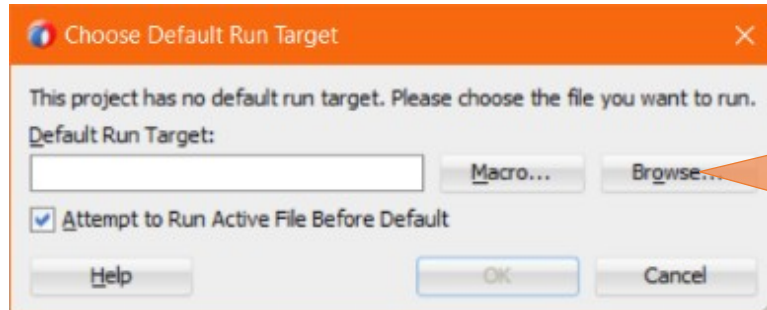 Choose Default Run Target
This project has no default run target. Please choose the file you want to run.
Default Run Target:
Macro... Browse...
Attempt to Run Active File Before Default
Help OK Cancel